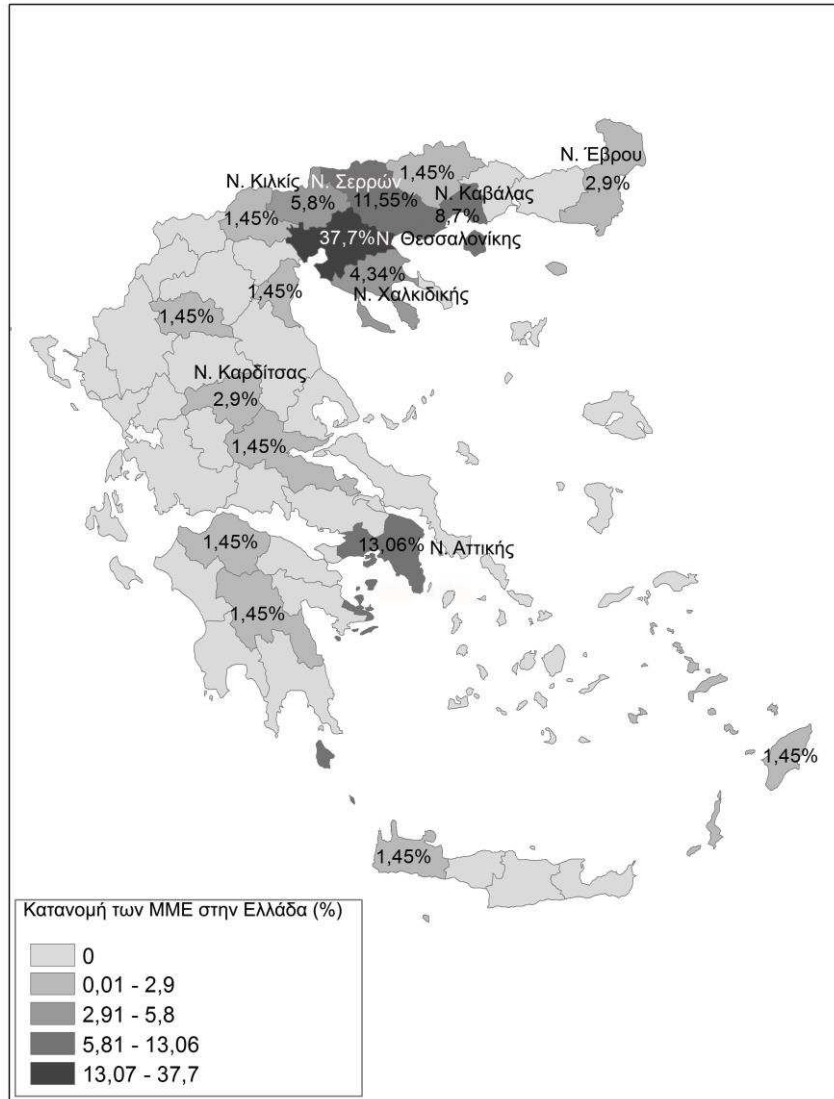 Ν. Έβρου
1,45%
2,9%
Ν. Κιλκίς
Ν. Σερρών
Ν. Καβάλας
5,8%
11,55%
8,7%
1,45%
37,7%
Ν. Θεσσαλονίκης
4,34%
1,45%
Ν. Χαλκιδικής
1,45%
Ν. Καρδίτσας
2,9%
1,45%
1,45%
13,06%
Ν. Αττικής
1,45%
1,45%
1,45%
Κατανομή των ΜΜΕ στην Ελλάδα (%)
0
0,01 - 2,9
2,91 - 5,8
5,81 - 13,06
13,07 - 37,7